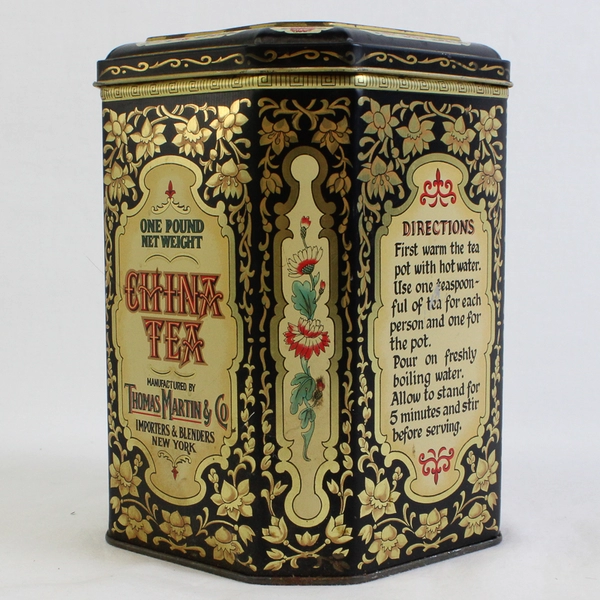 ONE POUND
NET WEIGHT
CHINA
TEA
MANUFACTURED BY
THOMAS MARTIN & CO
IMPORTERS & BLENDERS
NEW YORK
DIRECTIONS
First warm the tea
pot with hot water.
Use one teaspoon-
ful of tea for each
person and one for
the pot.
Pour on freshly
boiling water.
Allow to stand for
5 minutes and stir
before serving.